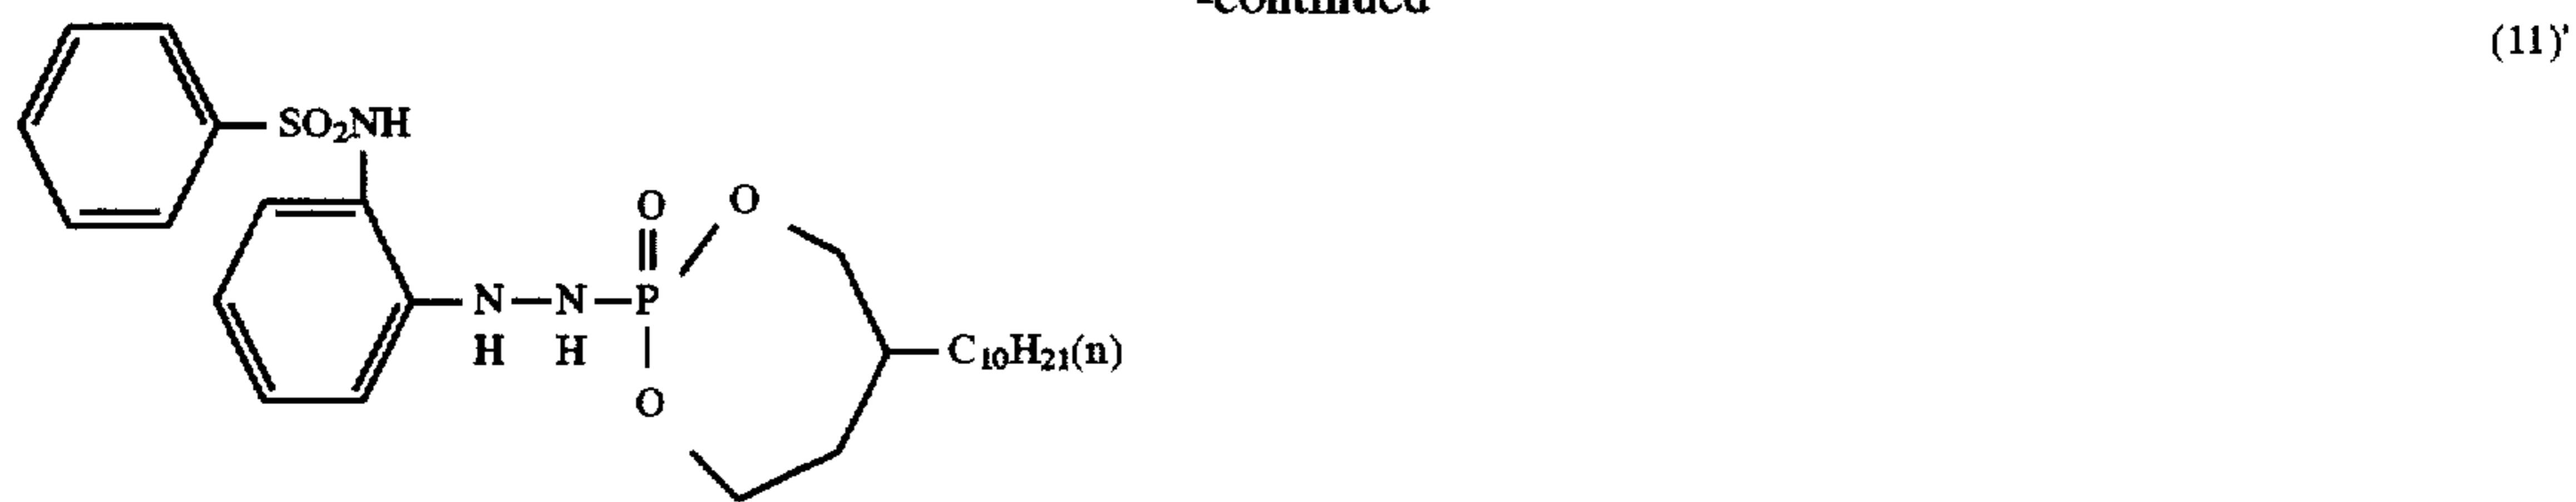 -continued
(11)'
SO₂NH
O O
N—N—P
H H
C₁₀H₂₁(n)
O